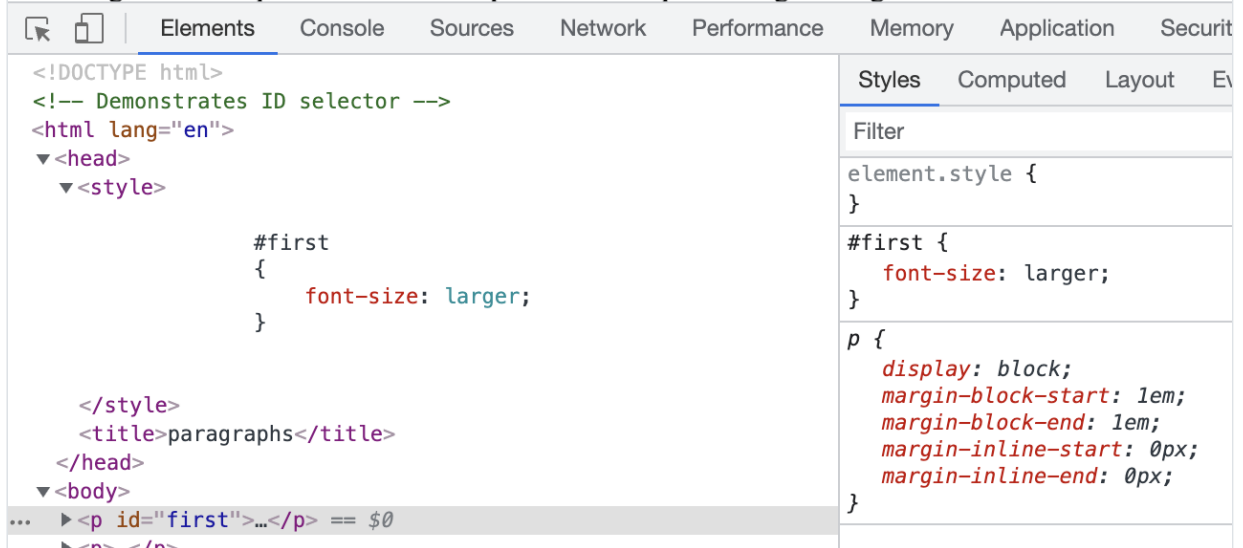 Elements Console Sources Network Performance Memory Application Securit
<!DOCTYPE html>
<!-- Demonstrates ID selector -->
<html lang="en">
▼<head>
▼<style>
#first
{
font-size: larger;
}
</style>
<title>paragraphs</title>
</head>
▼<body>
… ▶<p id="first">…</p> == $0
Styles Computed Layout Ev
Filter
element.style {
}
#first {
font-size: larger;
}
p {
display: block;
margin-block-start: 1em;
margin-block-end: 1em;
margin-inline-start: 0px;
margin-inline-end: 0px;
}